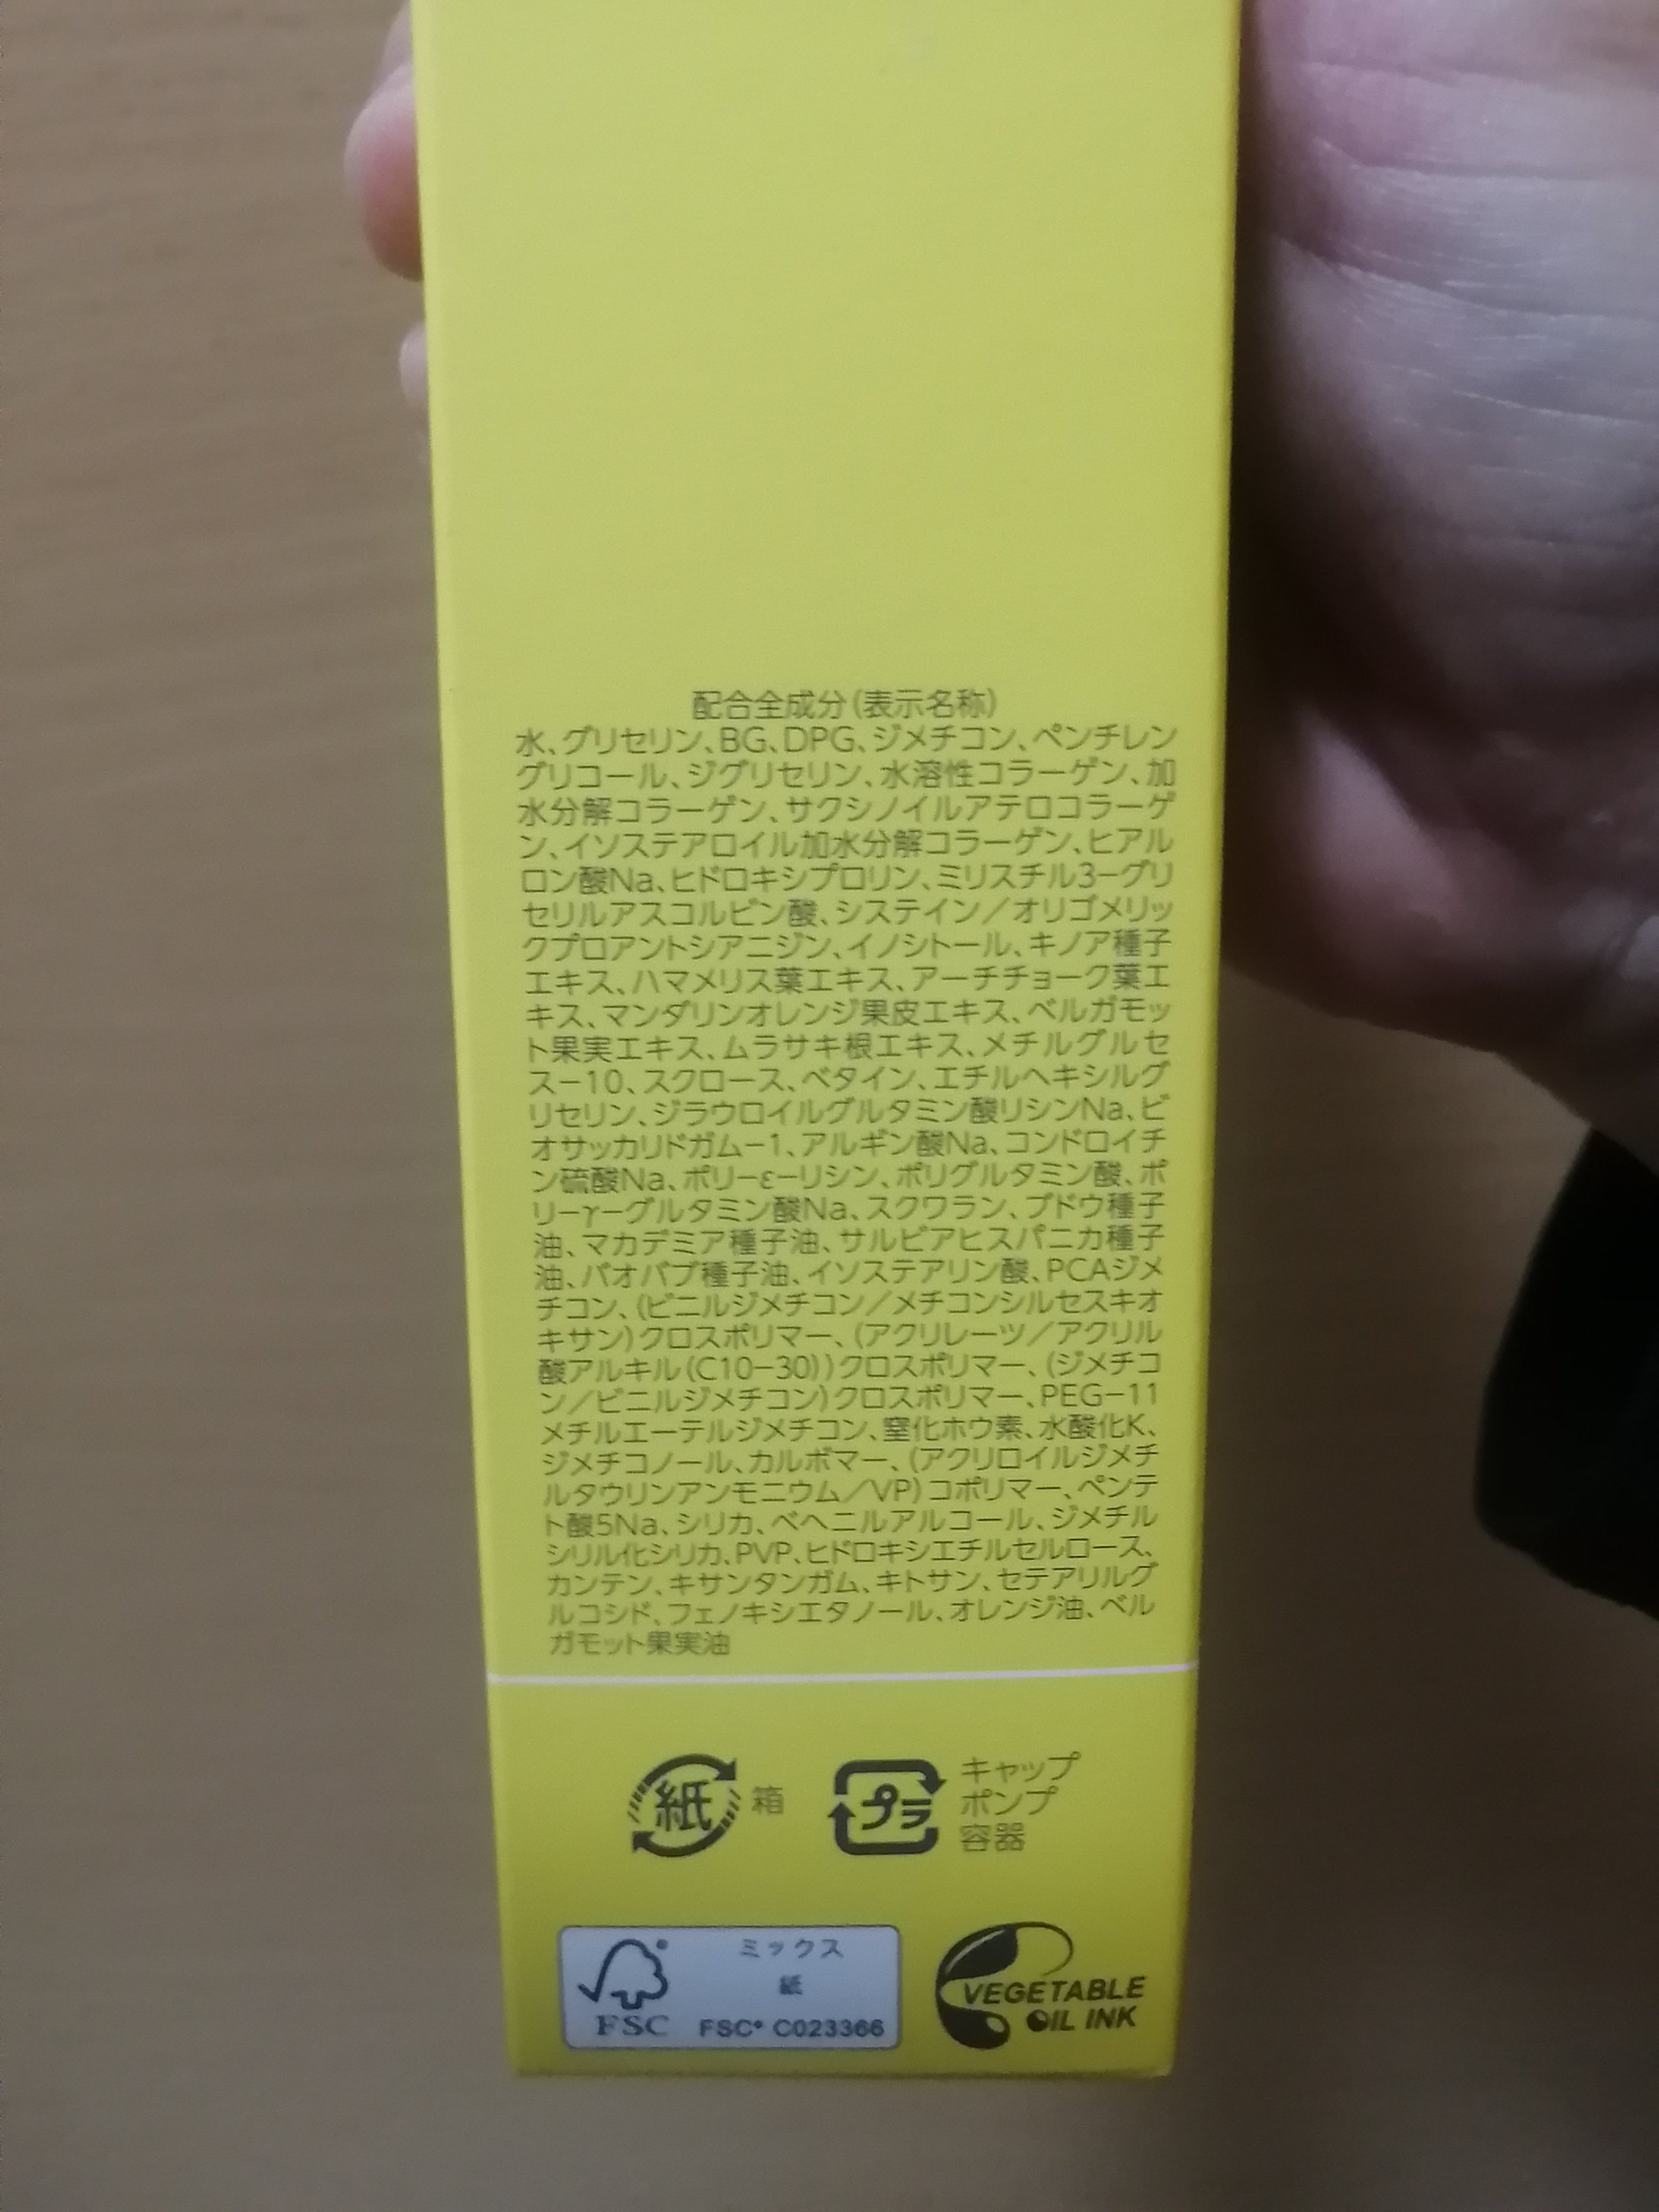 配合全成分(表示名称)
水、グリセリン、BG、DPG、ジメチコン、ペンチレン
グリコール、ジグリセリン、水溶性コラーゲン、加
水分解コラーゲン、サクシノイルアテロコラーゲ
ン、イソステアロイル加水分解コラーゲン、ヒアル
ロン酸Na、ヒドロキシプロリン、ミリスチル3-グリ
セリルアスコルビン酸、システイン/オリゴメリッ
クプロアントシアニジン、イノシトール、キノア種子
エキス、ハマメリス葉エキス、アーチチョーク葉エ
キス、マンダリンオレンジ果皮エキス、ベルガモッ
ト果実エキス、ムラサキ根エキス、メチルグルセ
ス-10、スクロース、ベタイン、エチルヘキシルグ
リセリン、ジラウロイルグルタミン酸リシンNa、ビ
オサッカリドガム-1、アルギン酸Na、コンドロイチ
ン硫酸Na、ポリ-ε-リシン、ポリグルタミン酸、ポ
リ-γ-グルタミン酸Na、スクワラン、ブドウ種子
油、マカデミア種子油、サルビアヒスパニカ種子
油、バオバブ種子油、イソステアリン酸、PCAジメ
チコン、(ビニルジメチコン/メチコンシルセスキオ
キサン)クロスポリマー、(アクリレーツ/アクリル
酸アルキル(C10-30))クロスポリマー、(ジメチコ
ン/ビニルジメチコン)クロスポリマー、PEG-11
メチルエーテルジメチコン、窒化ホウ素、水酸化K、
ジメチコノール、カルボマー、(アクリロイルジメチ
ルタウリンアンモニウム/VP)コポリマー、ペンテ
ト酸5Na、シリカ、ベヘニルアルコール、ジメチル
シリル化シリカ、PVP、ヒドロキシエチルセルロース、
カンテン、キサンタンガム、キトサン、セテアリルグ
ルコシド、フェノキシエタノール、オレンジ油、ベル
ガモット果実油
紙 箱
プラ キャップ
ポンプ
容器
FSC
ミックス
紙
FSC® C023366
VEGETABLE
OIL INK